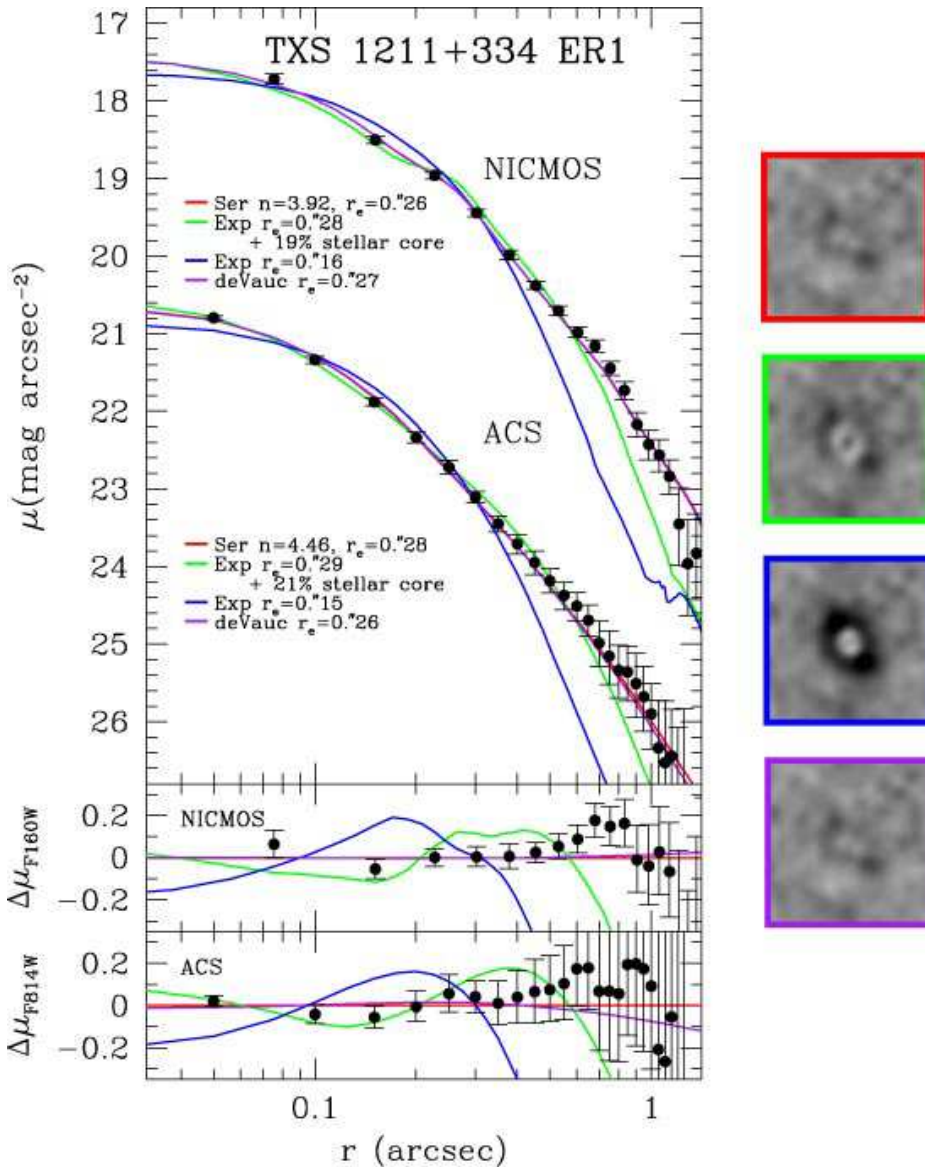 TXS 1211+334 ER1
17
18
19
20
21
22
23
24
25
26
μ(mag arcsec⁻²)
NICMOS
Ser n=3.92, rₑ=0."26
Exp rₑ=0."28
+ 19% stellar core
Exp rₑ=0."16
deVauc rₑ=0."27
ACS
Ser n=4.46, rₑ=0."28
Exp rₑ=0."29
+ 21% stellar core
Exp rₑ=0."15
deVauc rₑ=0."26
NICMOS
0.2
0
−0.2
Δμ_F160W
ACS
0.2
0
−0.2
Δμ_F814W
0.1
1
r (arcsec)